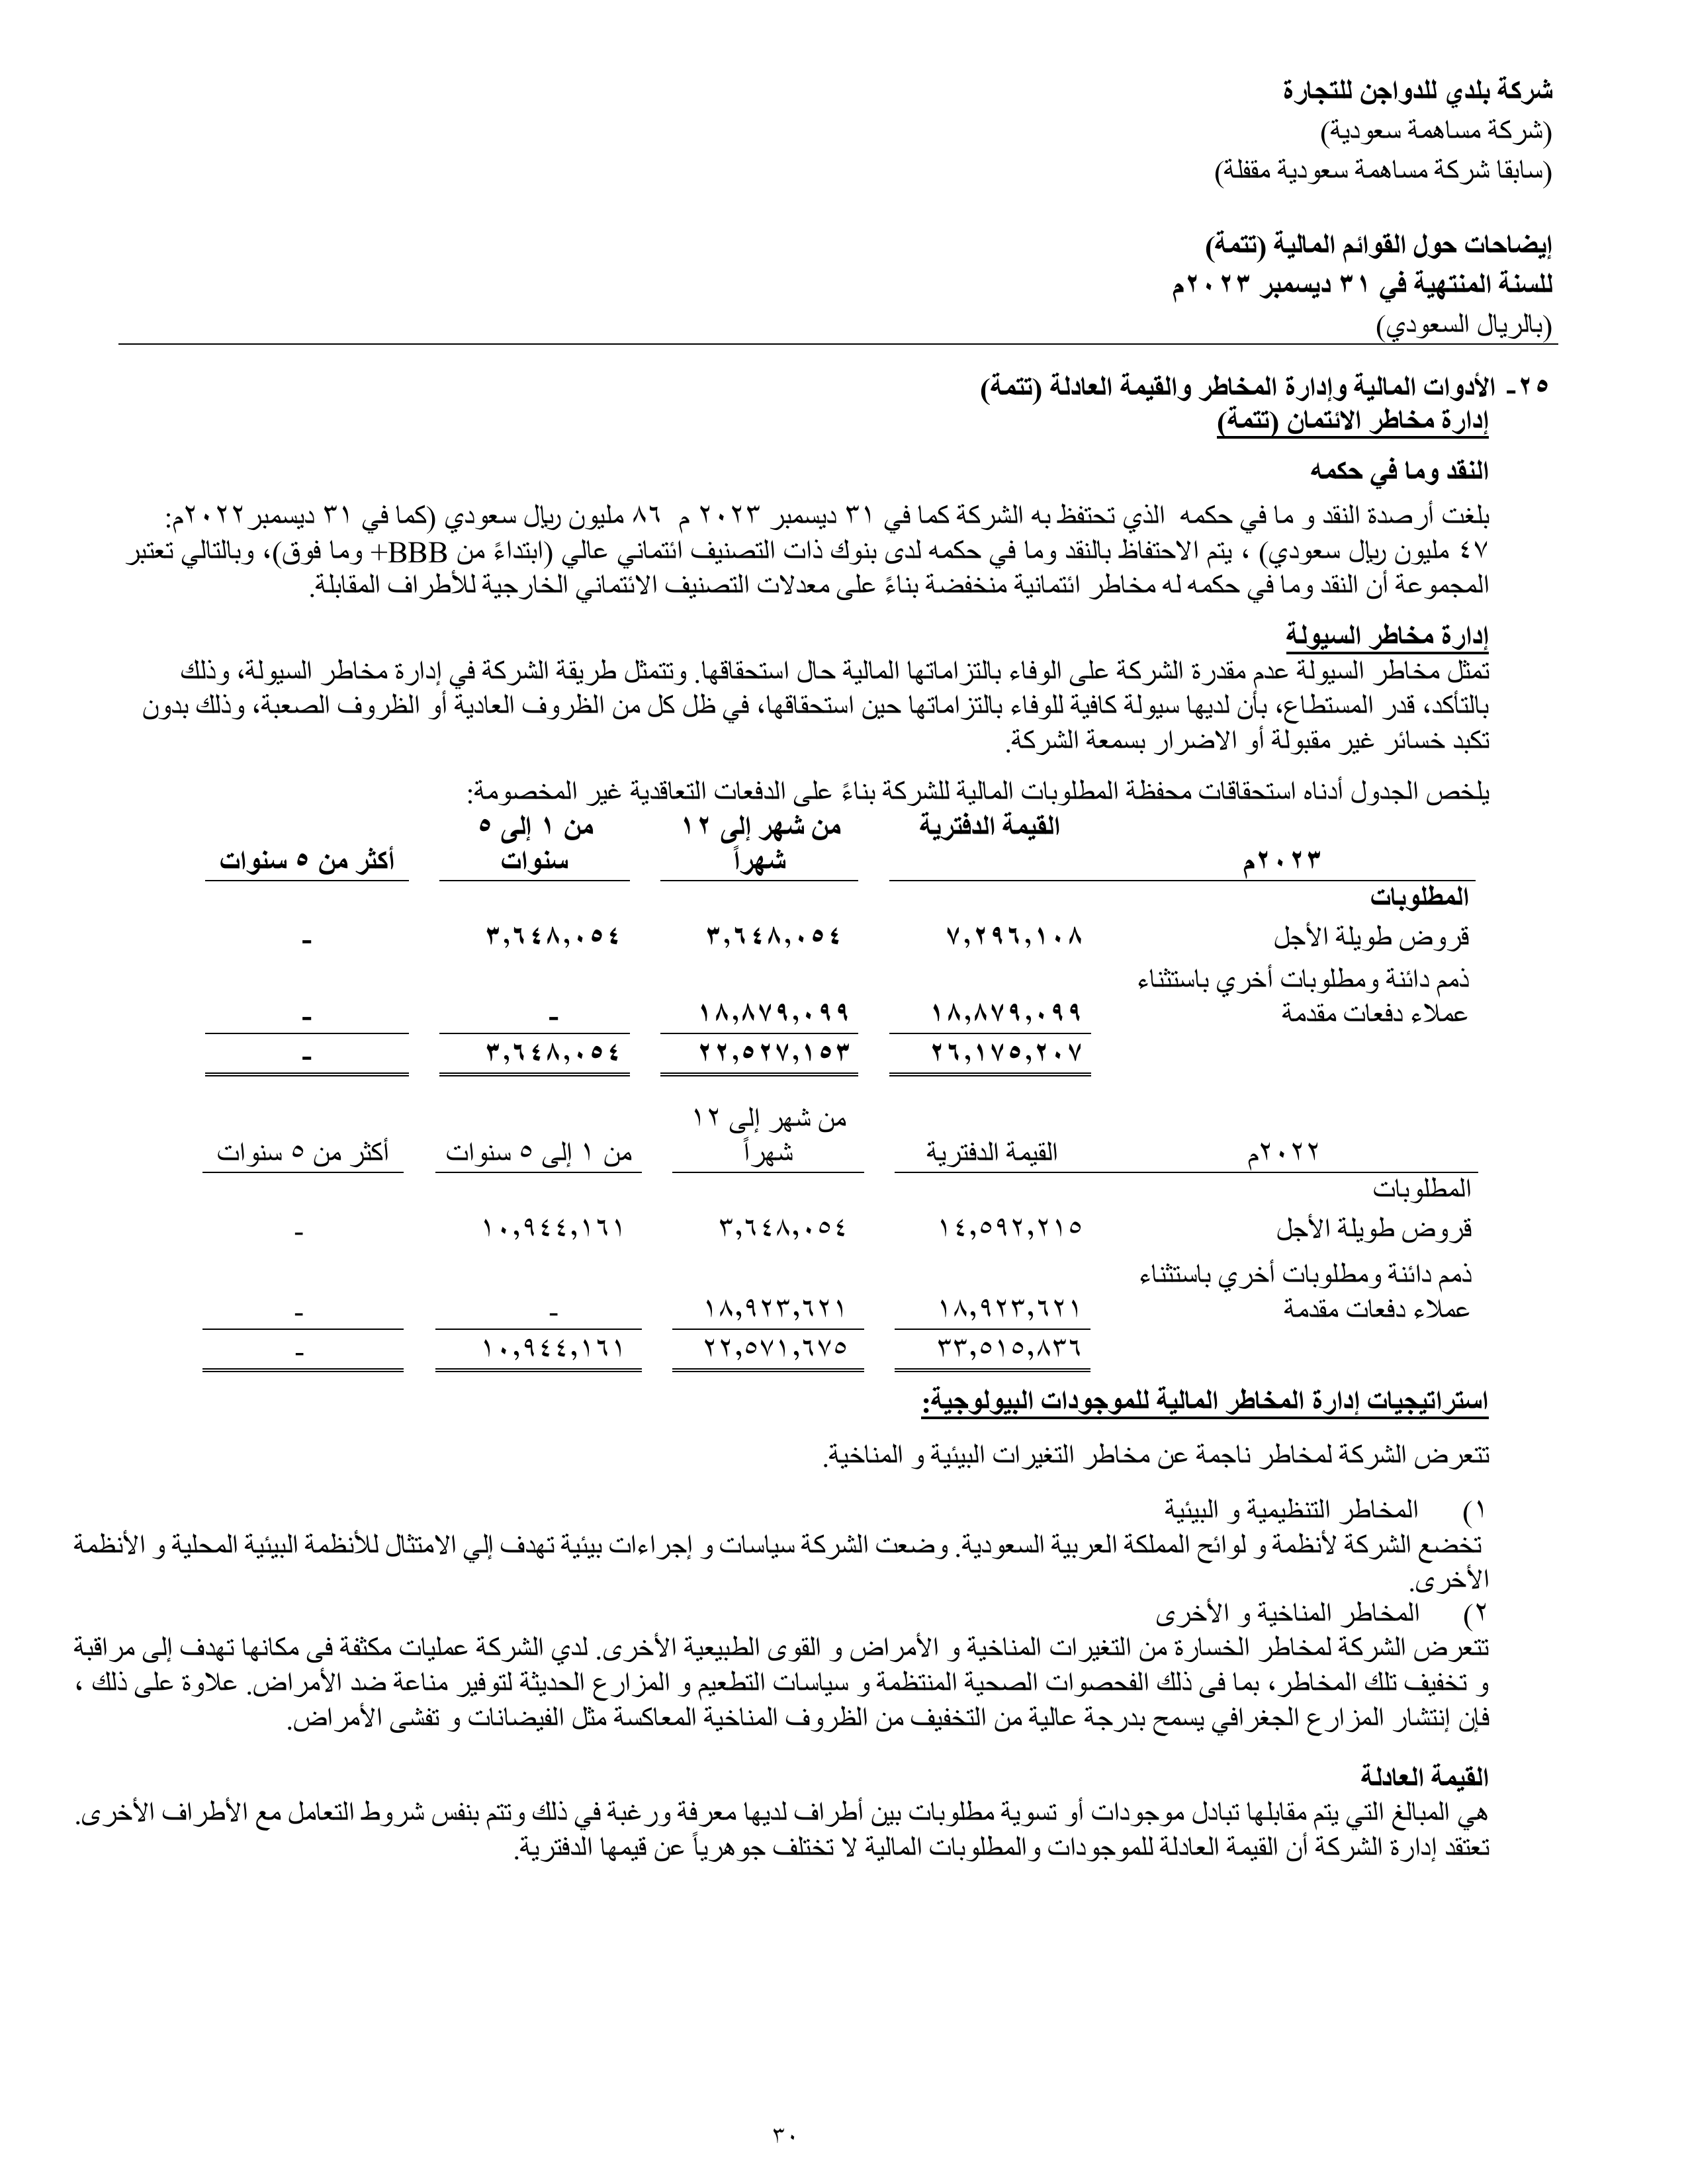 شركة بلدي للدواجن للتجارة
(شركة مساهمة سعودية)
(سابقا شركة مساهمة سعودية مقفلة)
إيضاحات حول القوائم المالية (تتمة)
للسنة المنتهية في ٣١ ديسمبر ٢٠٢٣م
(بالريال السعودي)
٢٥- الأدوات المالية وإدارة المخاطر والقيمة العادلة (تتمة)
إدارة مخاطر الائتمان (تتمة)
النقد وما في حكمه
بلغت أرصدة النقد و ما في حكمه الذي تحتفظ به الشركة كما في ٣١ ديسمبر ٢٠٢٣ م ٨٦ مليون ريال سعودي (كما في ٣١ ديسمبر٢٠٢٢م:
٤٧ مليون ريال سعودي) ، يتم الاحتفاظ بالنقد وما في حكمه لدى بنوك ذات التصنيف ائتماني عالي (ابتداءً من BBB+ وما فوق)، وبالتالي تعتبر
المجموعة أن النقد وما في حكمه له مخاطر ائتمانية منخفضة بناءً على معدلات التصنيف الائتماني الخارجية للأطراف المقابلة.
إدارة مخاطر السيولة
تمثل مخاطر السيولة عدم مقدرة الشركة على الوفاء بالتزاماتها المالية حال استحقاقها. وتتمثل طريقة الشركة في إدارة مخاطر السيولة، وذلك
بالتأكد، قدر المستطاع، بأن لديها سيولة كافية للوفاء بالتزاماتها حين استحقاقها، في ظل كل من الظروف العادية أو الظروف الصعبة، وذلك بدون
تكبد خسائر غير مقبولة أو الاضرار بسمعة الشركة.
يلخص الجدول أدناه استحقاقات محفظة المطلوبات المالية للشركة بناءً على الدفعات التعاقدية غير المخصومة:
القيمة الدفترية من شهر إلى ١٢ من ١ إلى ٥
٢٠٢٣م شهراً سنوات أكثر من ٥ سنوات
المطلوبات
قروض طويلة الأجل ٧,٢٩٦,١٠٨ ٣,٦٤٨,٠٥٤ ٣,٦٤٨,٠٥٤ -
ذمم دائنة ومطلوبات أخري باستثناء
عملاء دفعات مقدمة ١٨,٨٧٩,٠٩٩ ١٨,٨٧٩,٠٩٩ - -
٢٦,١٧٥,٢٠٧ ٢٢,٥٢٧,١٥٣ ٣,٦٤٨,٠٥٤ -
من شهر إلى ١٢
٢٠٢٢م القيمة الدفترية شهراً من ١ إلى ٥ سنوات أكثر من ٥ سنوات
المطلوبات
قروض طويلة الأجل ١٤,٥٩٢,٢١٥ ٣,٦٤٨,٠٥٤ ١٠,٩٤٤,١٦١ -
ذمم دائنة ومطلوبات أخري باستثناء
عملاء دفعات مقدمة ١٨,٩٢٣,٦٢١ ١٨,٩٢٣,٦٢١ - -
٣٣,٥١٥,٨٣٦ ٢٢,٥٧١,٦٧٥ ١٠,٩٤٤,١٦١ -
استراتيجيات إدارة المخاطر المالية للموجودات البيولوجية:
تتعرض الشركة لمخاطر ناجمة عن مخاطر التغيرات البيئية و المناخية.
١) المخاطر التنظيمية و البيئية
تخضع الشركة لأنظمة و لوائح المملكة العربية السعودية. وضعت الشركة سياسات و إجراءات بيئية تهدف إلي الامتثال للأنظمة البيئية المحلية و الأنظمة
الأخرى.
٢) المخاطر المناخية و الأخرى
تتعرض الشركة لمخاطر الخسارة من التغيرات المناخية و الأمراض و القوى الطبيعية الأخرى. لدي الشركة عمليات مكثفة فى مكانها تهدف إلى مراقبة
و تخفيف تلك المخاطر، بما فى ذلك الفحصوات الصحية المنتظمة و سياسات التطعيم و المزارع الحديثة لتوفير مناعة ضد الأمراض. علاوة على ذلك ،
فإن إنتشار المزارع الجغرافي يسمح بدرجة عالية من التخفيف من الظروف المناخية المعاكسة مثل الفيضانات و تفشى الأمراض.
القيمة العادلة
هي المبالغ التي يتم مقابلها تبادل موجودات أو تسوية مطلوبات بين أطراف لديها معرفة ورغبة في ذلك وتتم بنفس شروط التعامل مع الأطراف الأخرى.
تعتقد إدارة الشركة أن القيمة العادلة للموجودات والمطلوبات المالية لا تختلف جوهرياً عن قيمها الدفترية.
٣٠